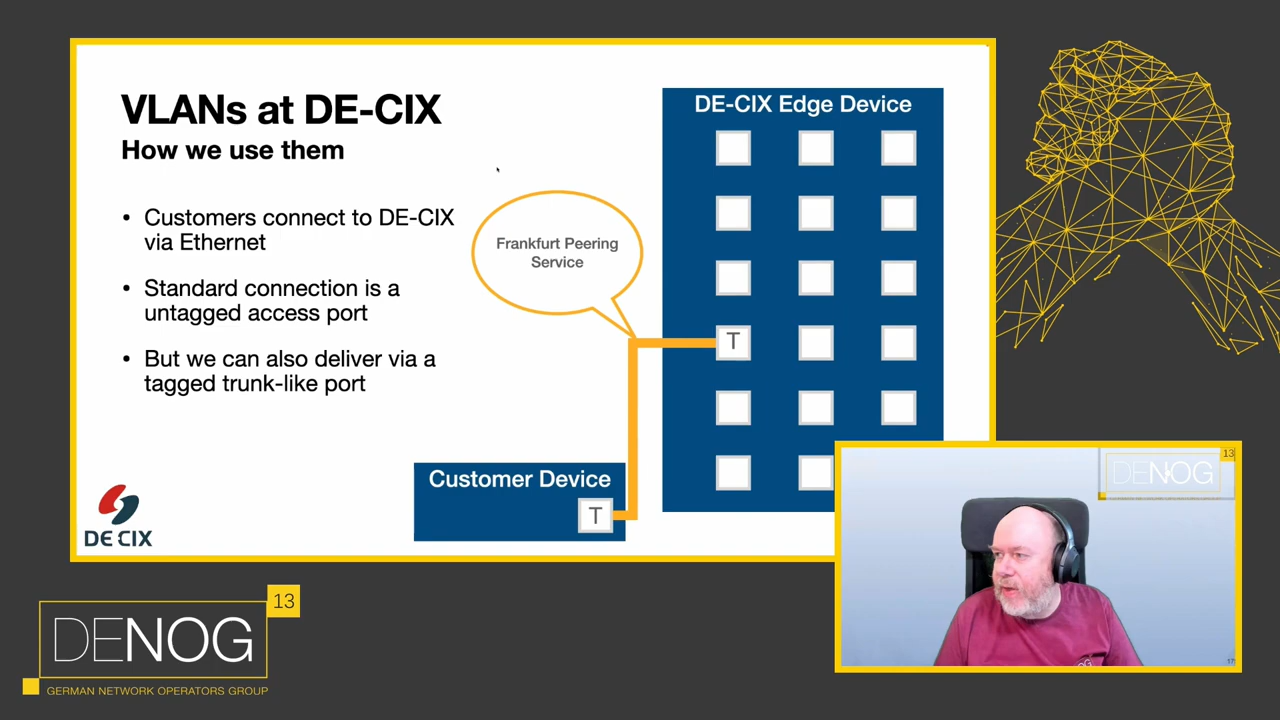 VLANs at DE-CIX
How we use them
• Customers connect to DE-CIX
via Ethernet
• Standard connection is a
untagged access port
• But we can also deliver via a
tagged trunk-like port
Frankfurt Peering
Service
DE-CIX Edge Device
T
Customer Device
T
DE CIX
DENOG
13
17
DENOG
13
GERMAN NETWORK OPERATORS GROUP